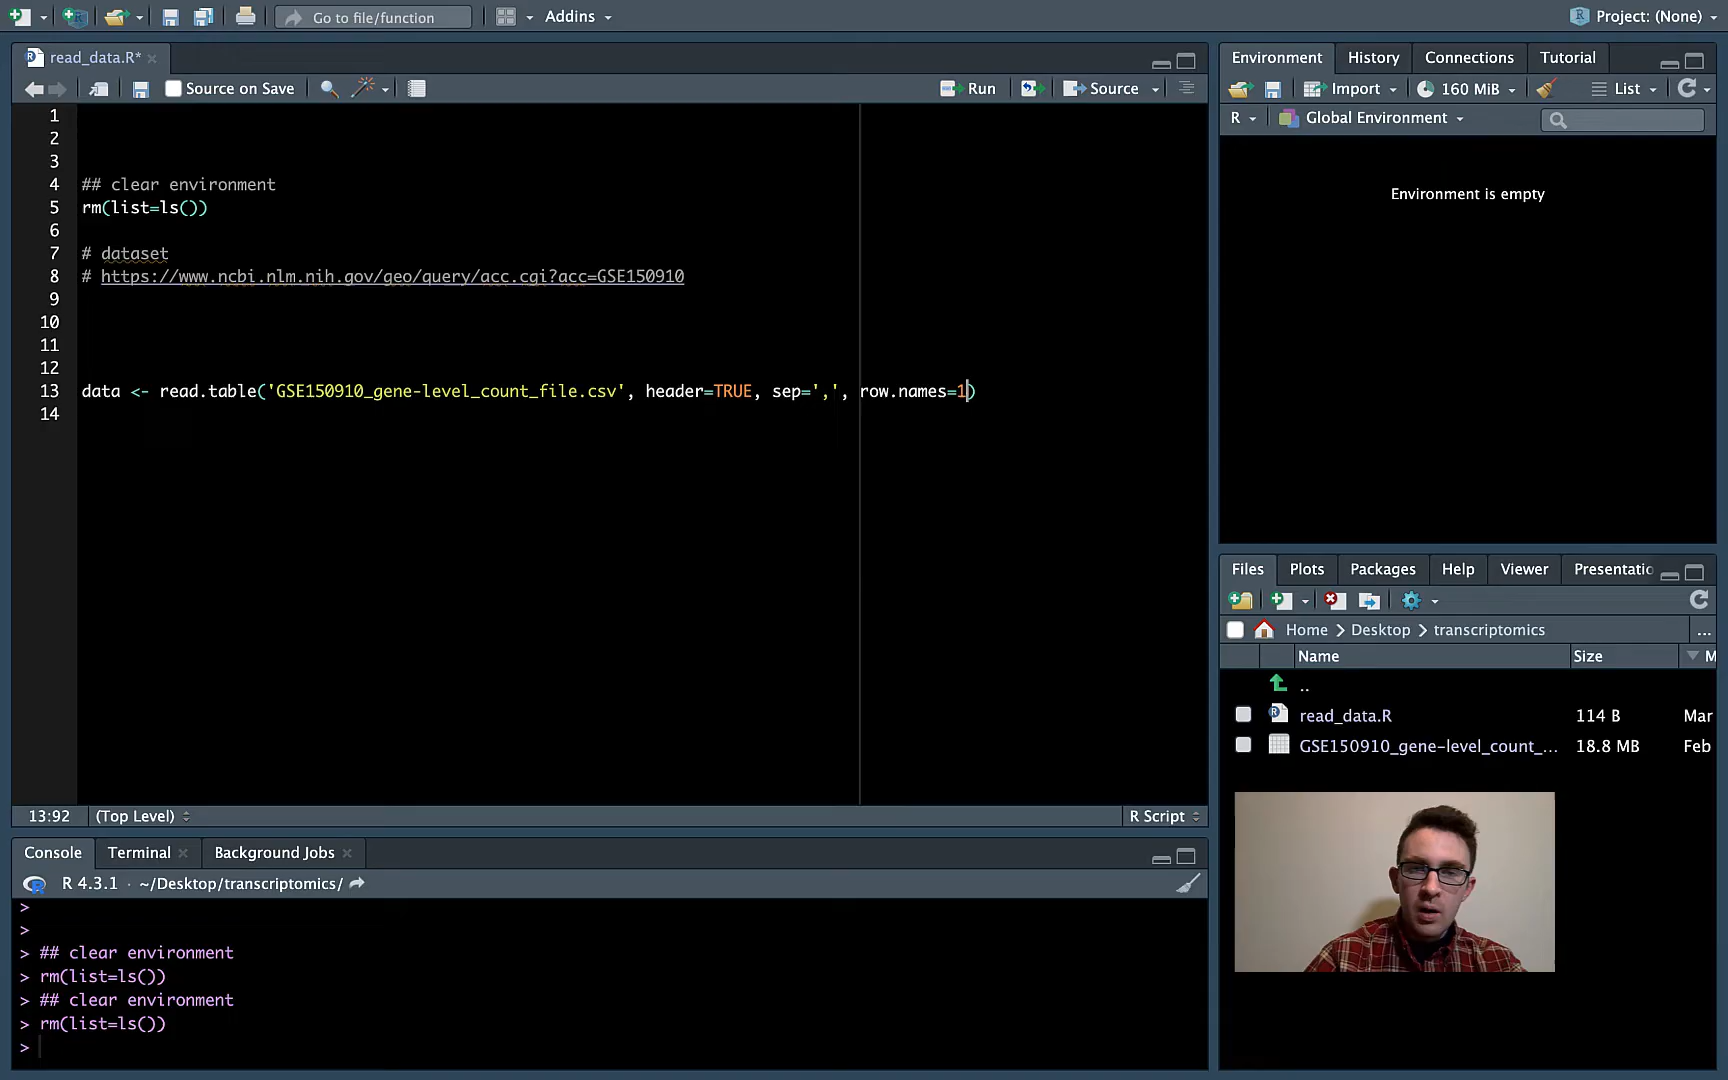 Go to file/function
Addins
Project: (None)
read_data.R*
Source on Save
Run
Source
1
2
3
4 ## clear environment
5 rm(list=ls())
6
7 # dataset
8 # https://www.ncbi.nlm.nih.gov/geo/query/acc.cgi?acc=GSE150910
9
10
11
12
13 data <- read.table('GSE150910_gene-level_count_file.csv', header=TRUE, sep=',', row.names=1)
14
13:92 (Top Level)
R Script
Console Terminal Background Jobs
R 4.3.1 · ~/Desktop/transcriptomics/
>
>
> ## clear environment
> rm(list=ls())
> ## clear environment
> rm(list=ls())
>
Environment History Connections Tutorial
Import 160 MiB List
R Global Environment
Environment is empty
Files Plots Packages Help Viewer Presentatio
Home Desktop transcriptomics ...
Name Size M
..
read_data.R 114 B Mar
GSE150910_gene-level_count_... 18.8 MB Feb